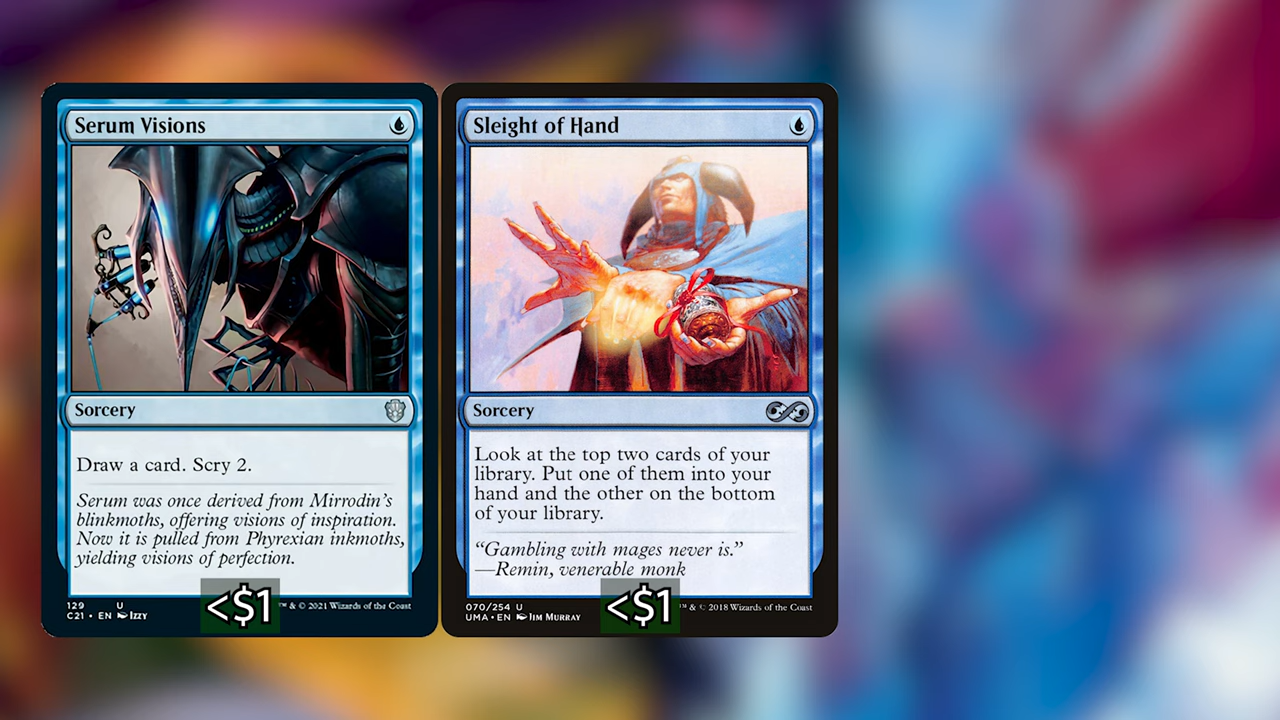 Serum Visions
Sorcery
Draw a card. Scry 2.
Serum was once derived from Mirrodin's
blinkmoths, offering visions of inspiration.
Now it is pulled from Phyrexian inkmoths,
yielding visions of perfection.
129 U
C21 • EN Izzy
™ & © 2021 Wizards of the Coast
<$1
Sleight of Hand
Sorcery
Look at the top two cards of your
library. Put one of them into your
hand and the other on the bottom
of your library.
“Gambling with mages never is.”
—Remin, venerable monk
070/254 U
UMA • EN Jim Murray
™ & © 2018 Wizards of the Coast
<$1